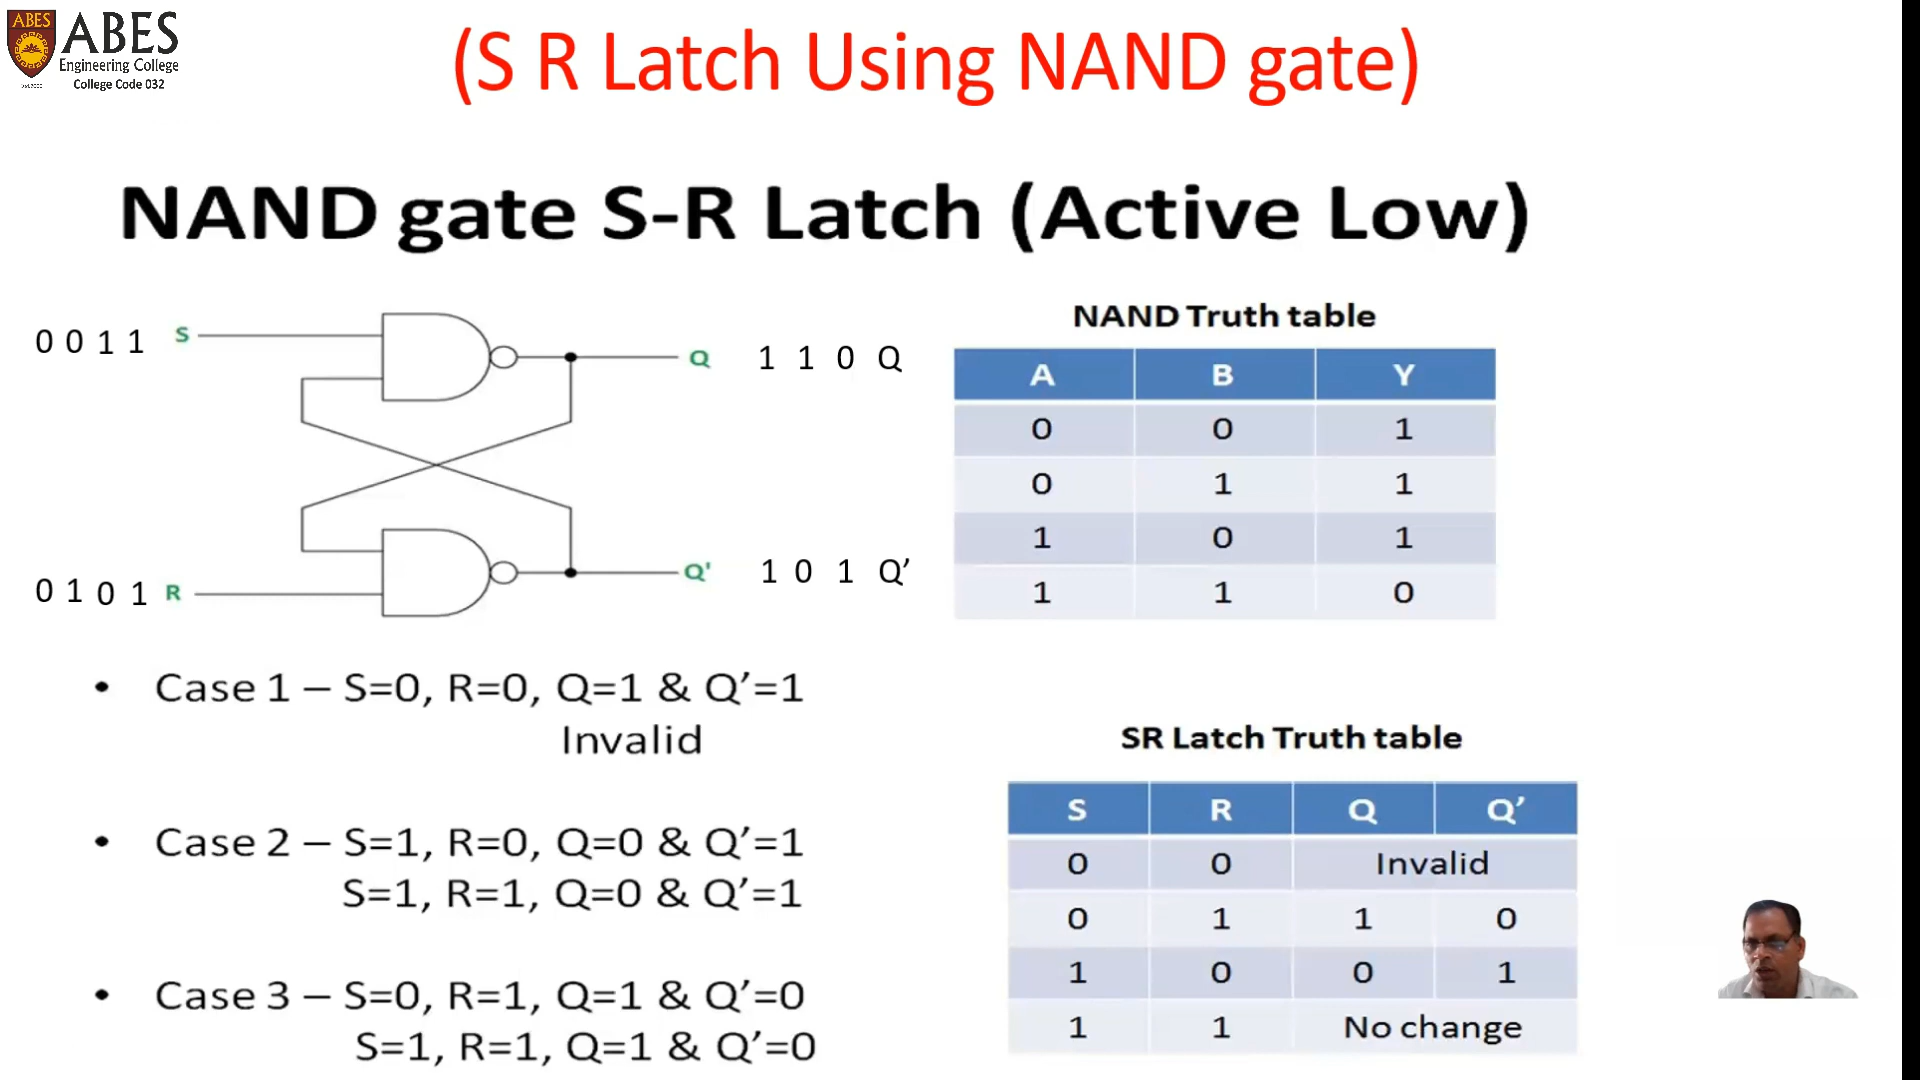 ABES
ABES
Engineering College
College Code 032
(S R Latch Using NAND gate)
NAND gate S-R Latch (Active Low)
0 0 1 1 S
Q 1 1 0 Q
0 1 0 1 R
Q' 1 0 1 Q’
NAND Truth table
A B Y
0 0 1
0 1 1
1 0 1
1 1 0
• Case 1 – S=0, R=0, Q=1 & Q’=1
Invalid
• Case 2 – S=1, R=0, Q=0 & Q’=1
S=1, R=1, Q=0 & Q’=1
• Case 3 – S=0, R=1, Q=1 & Q’=0
S=1, R=1, Q=1 & Q’=0
SR Latch Truth table
S R Q Q’
0 0 Invalid
0 1 1 0
1 0 0 1
1 1 No change